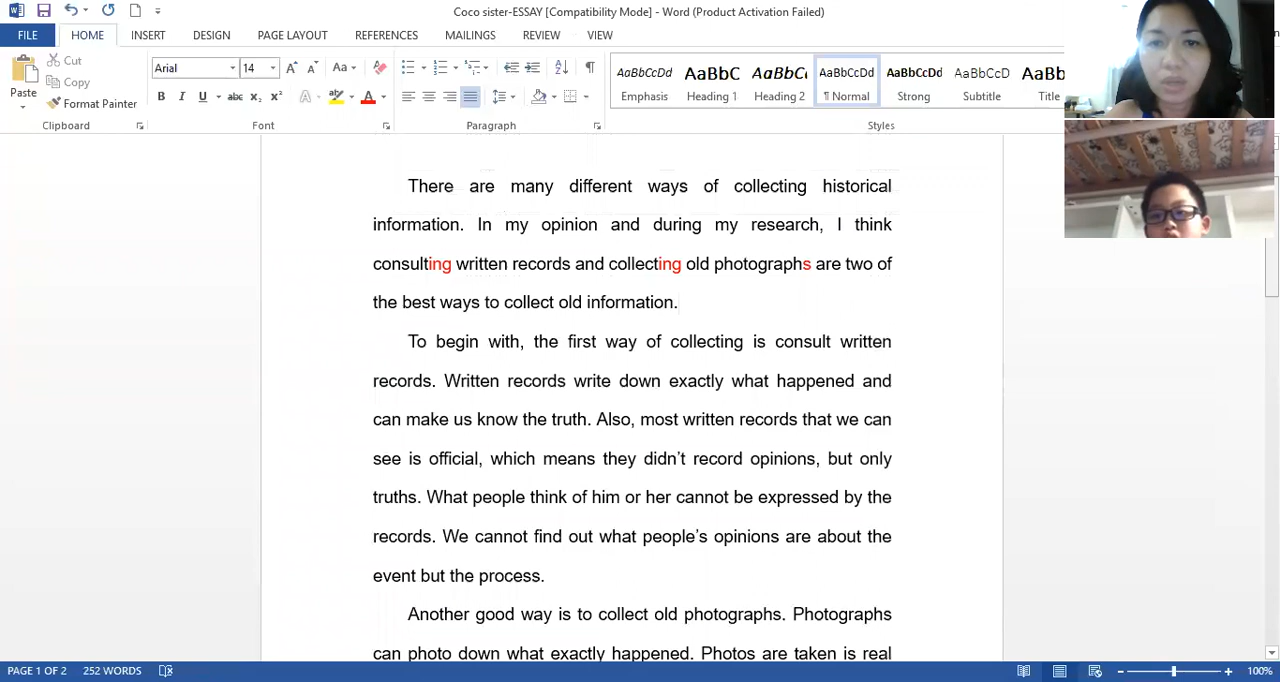 Coco sister-ESSAY [Compatibility Mode] - Word (Product Activation Failed)
FILE HOME INSERT DESIGN PAGE LAYOUT REFERENCES MAILINGS REVIEW VIEW
Paste
Cut
Copy
Format Painter
Clipboard
Arial 14
Font
Paragraph
AaBbCcDd AaBbC AaBbC AaBbCcDd AaBbCcDd AaBbCcD AaBb
Emphasis Heading 1 Heading 2 ¶ Normal Strong Subtitle Title
Styles
There are many different ways of collecting historical
information. In my opinion and during my research, I think
consulting written records and collecting old photographs are two of
the best ways to collect old information.
To begin with, the first way of collecting is consult written
records. Written records write down exactly what happened and
can make us know the truth. Also, most written records that we can
see is official, which means they didn’t record opinions, but only
truths. What people think of him or her cannot be expressed by the
records. We cannot find out what people’s opinions are about the
event but the process.
Another good way is to collect old photographs. Photographs
can photo down what exactly happened. Photos are taken is real
PAGE 1 OF 2 252 WORDS 100%